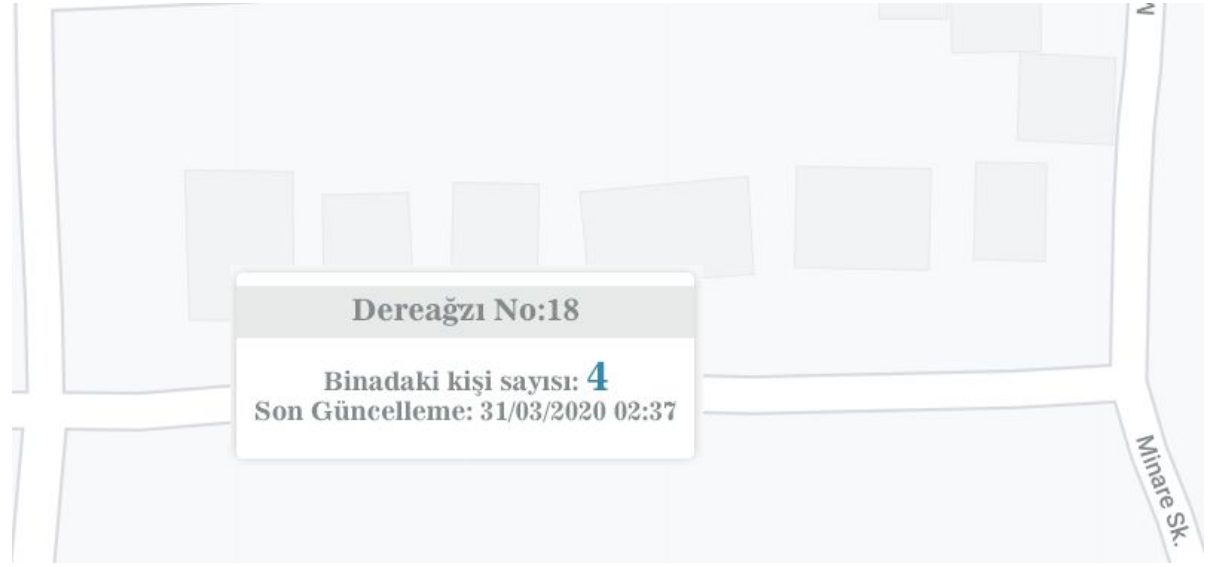 Dereağzı No:18
Binadaki kişi sayısı: 4
Son Güncelleme: 31/03/2020 02:37
Minare Sk.